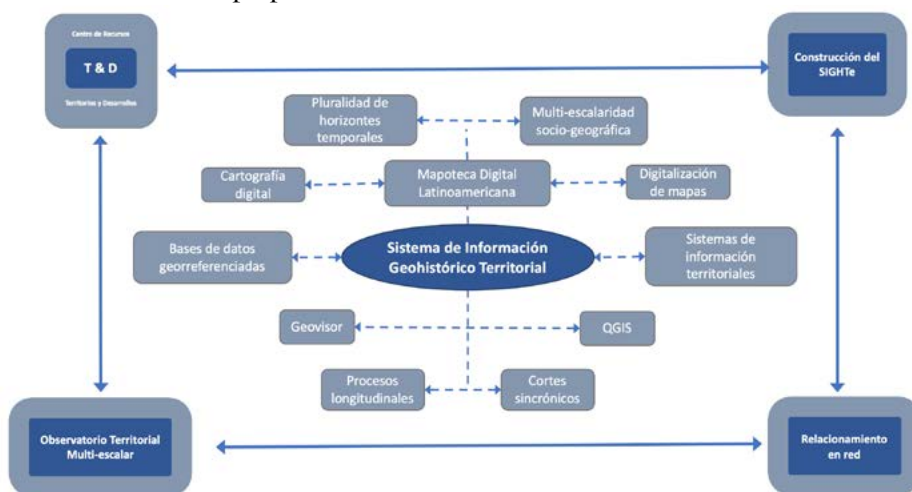 Centro de Recursos
T & D
Territorios y Desarrollos
Construcción del
SIGHTe
Pluralidad de
horizontes
temporales
Multi-escalaridad
socio-geográfica
Cartografía
digital
Mapoteca Digital
Latinoamericana
Digitalización
de mapas
Bases de datos
georreferenciadas
Sistema de Información
Geohistórico Territorial
Sistemas de
información
territoriales
Geovisor
QGIS
Procesos
longitudinales
Cortes
sincrónicos
Observatorio Territorial
Multi-escalar
Relacionamiento
en red